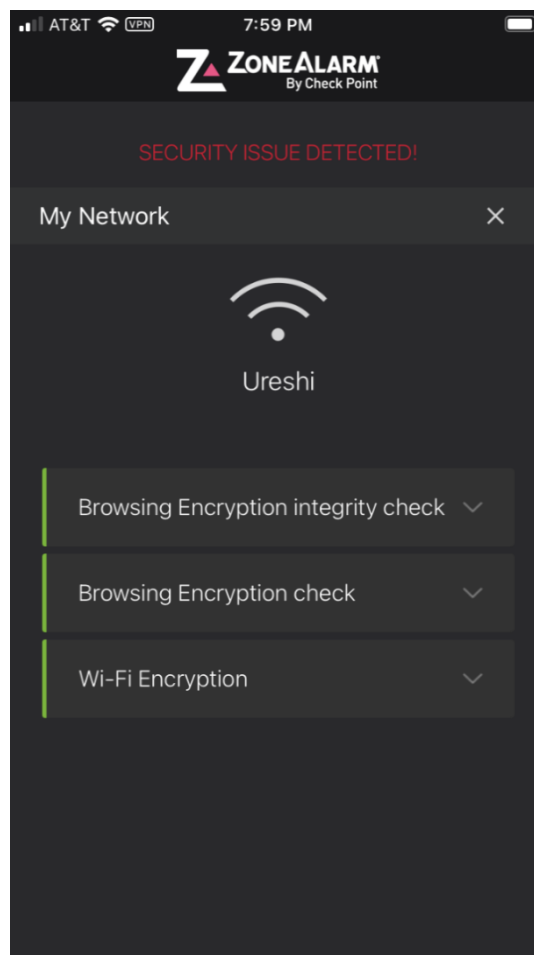 AT&T VPN 7:59 PM
ZONEALARM®
By Check Point
SECURITY ISSUE DETECTED!
My Network
Ureshi
Browsing Encryption integrity check
Browsing Encryption check
Wi-Fi Encryption